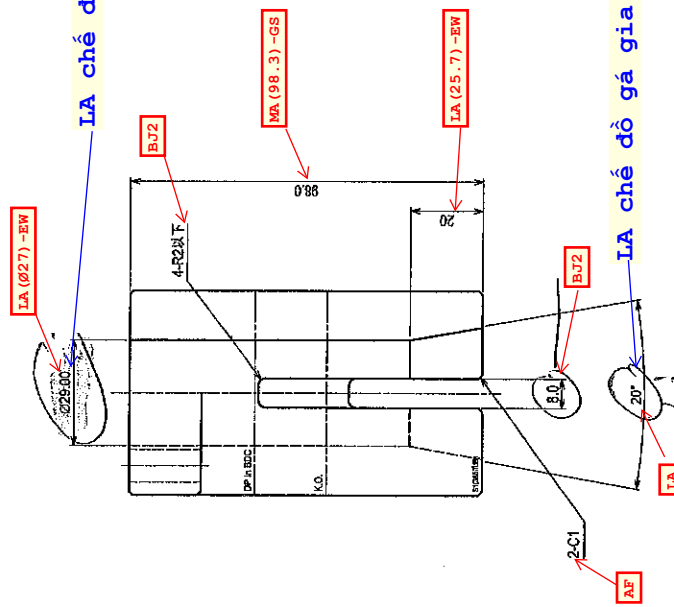 LA chế d
LA(Ø27)-EW
Ø29.00
BJ2
4-R2以下
MA(98.3)-GS
98.0
LA(25.7)-EW
20
DP in BDC
K.O.
8.0
BJ2
20°
LA chế đồ gá gia
LA
2-C1
AF